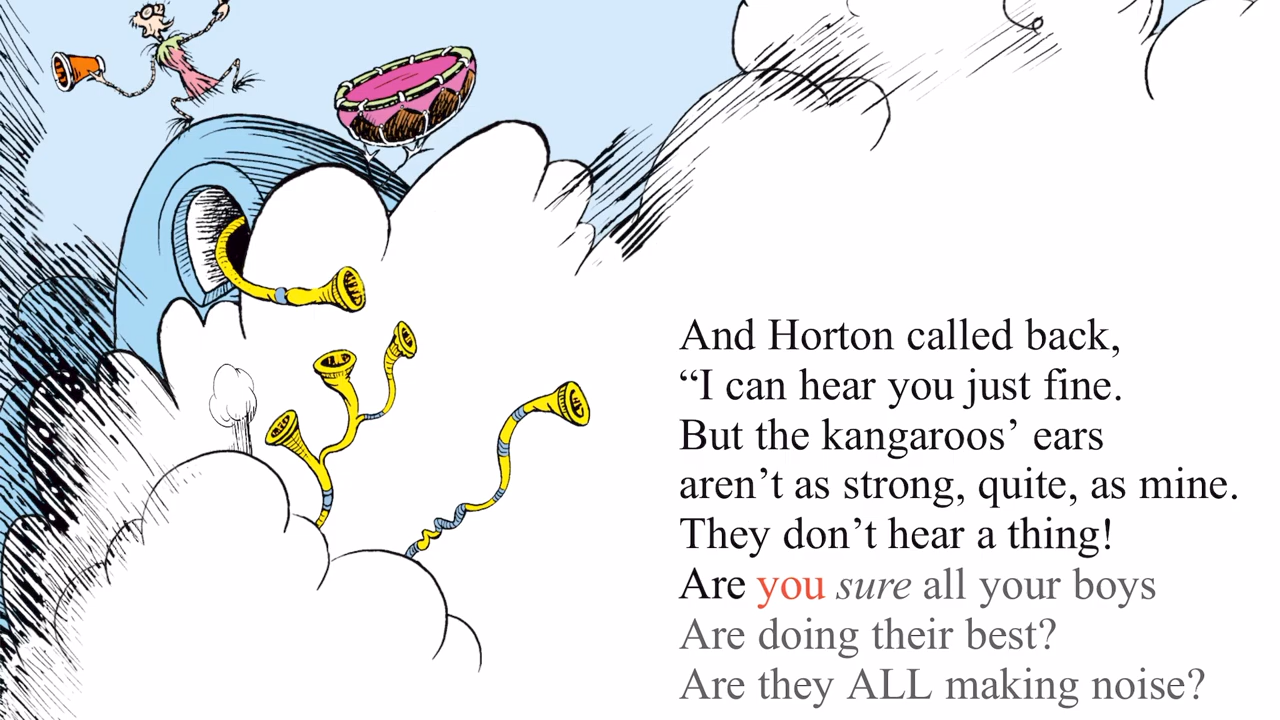 And Horton called back,
“I can hear you just fine.
But the kangaroos’ ears
aren’t as strong, quite, as mine.
They don’t hear a thing!
Are you sure all your boys
Are doing their best?
Are they ALL making noise?